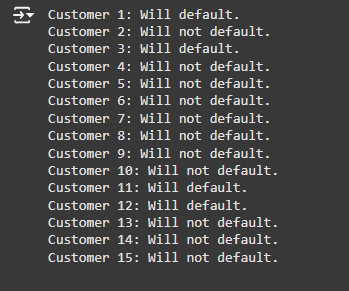 Customer 1: Will default.
Customer 2: Will not default.
Customer 3: Will default.
Customer 4: Will not default.
Customer 5: Will not default.
Customer 6: Will not default.
Customer 7: Will not default.
Customer 8: Will not default.
Customer 9: Will not default.
Customer 10: Will not default.
Customer 11: Will default.
Customer 12: Will default.
Customer 13: Will not default.
Customer 14: Will not default.
Customer 15: Will not default.